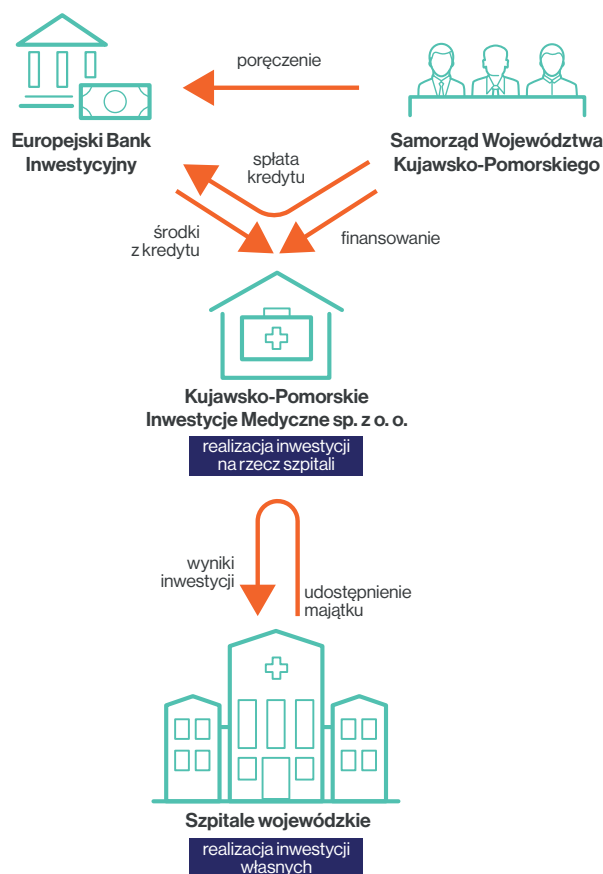 poręczenie
Europejski Bank
Inwestycyjny
Samorząd Województwa
Kujawsko-Pomorskiego
spłata
kredytu
środki
z kredytu
finansowanie
Kujawsko-Pomorskie
Inwestycje Medyczne sp. z o. o.
realizacja inwestycji
na rzecz szpitali
wyniki
inwestycji
udostępnienie
majątku
Szpitale wojewódzkie
realizacja inwestycji
własnych